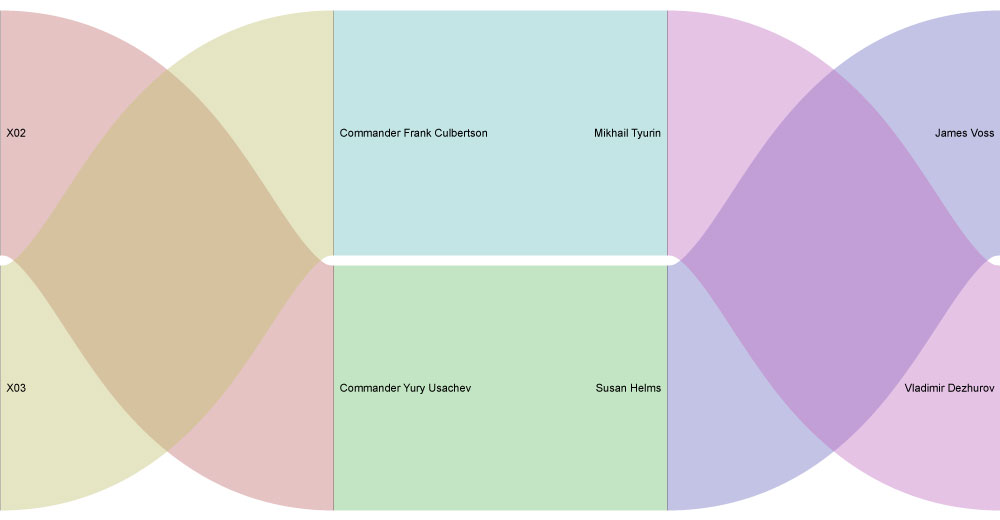 X02
Commander Frank Culbertson
Mikhail Tyurin
James Voss
X03
Commander Yury Usachev
Susan Helms
Vladimir Dezhurov